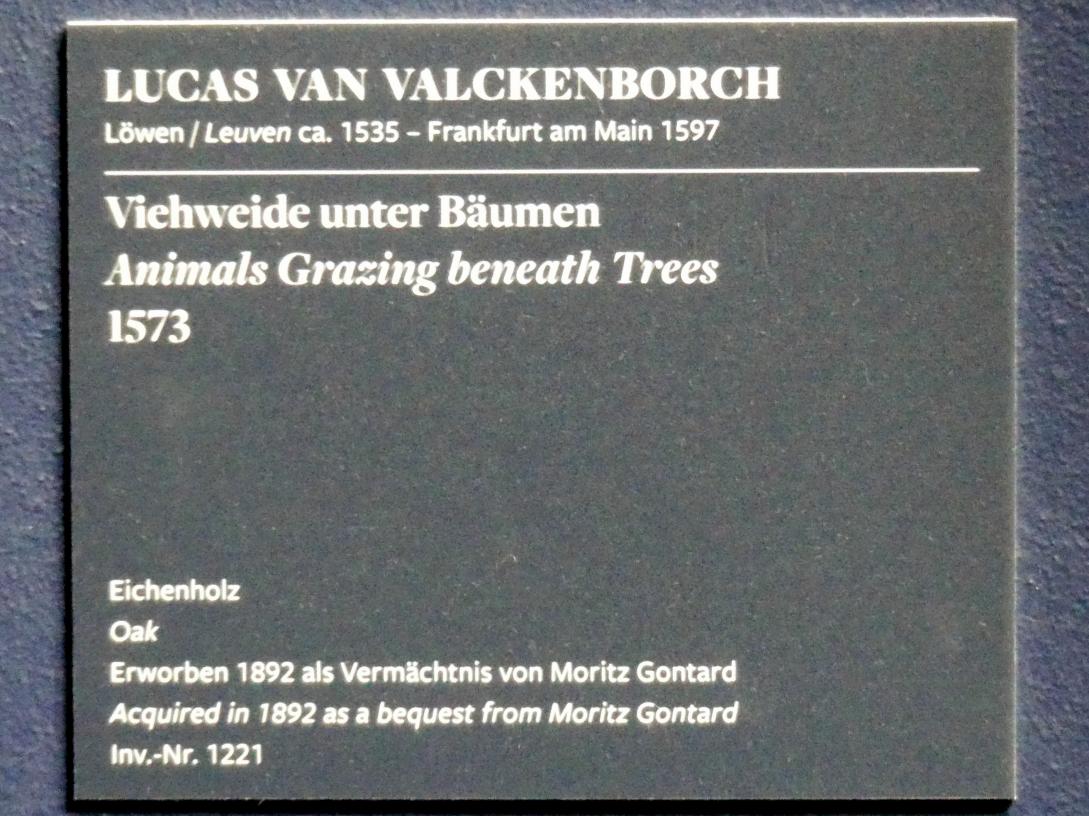 LUCAS VAN VALCKENBORCH
Löwen / Leuven ca. 1535 – Frankfurt am Main 1597
Viehweide unter Bäumen
Animals Grazing beneath Trees
1573
Eichenholz
Oak
Erworben 1892 als Vermächtnis von Moritz Gontard
Acquired in 1892 as a bequest from Moritz Gontard
Inv.-Nr. 1221